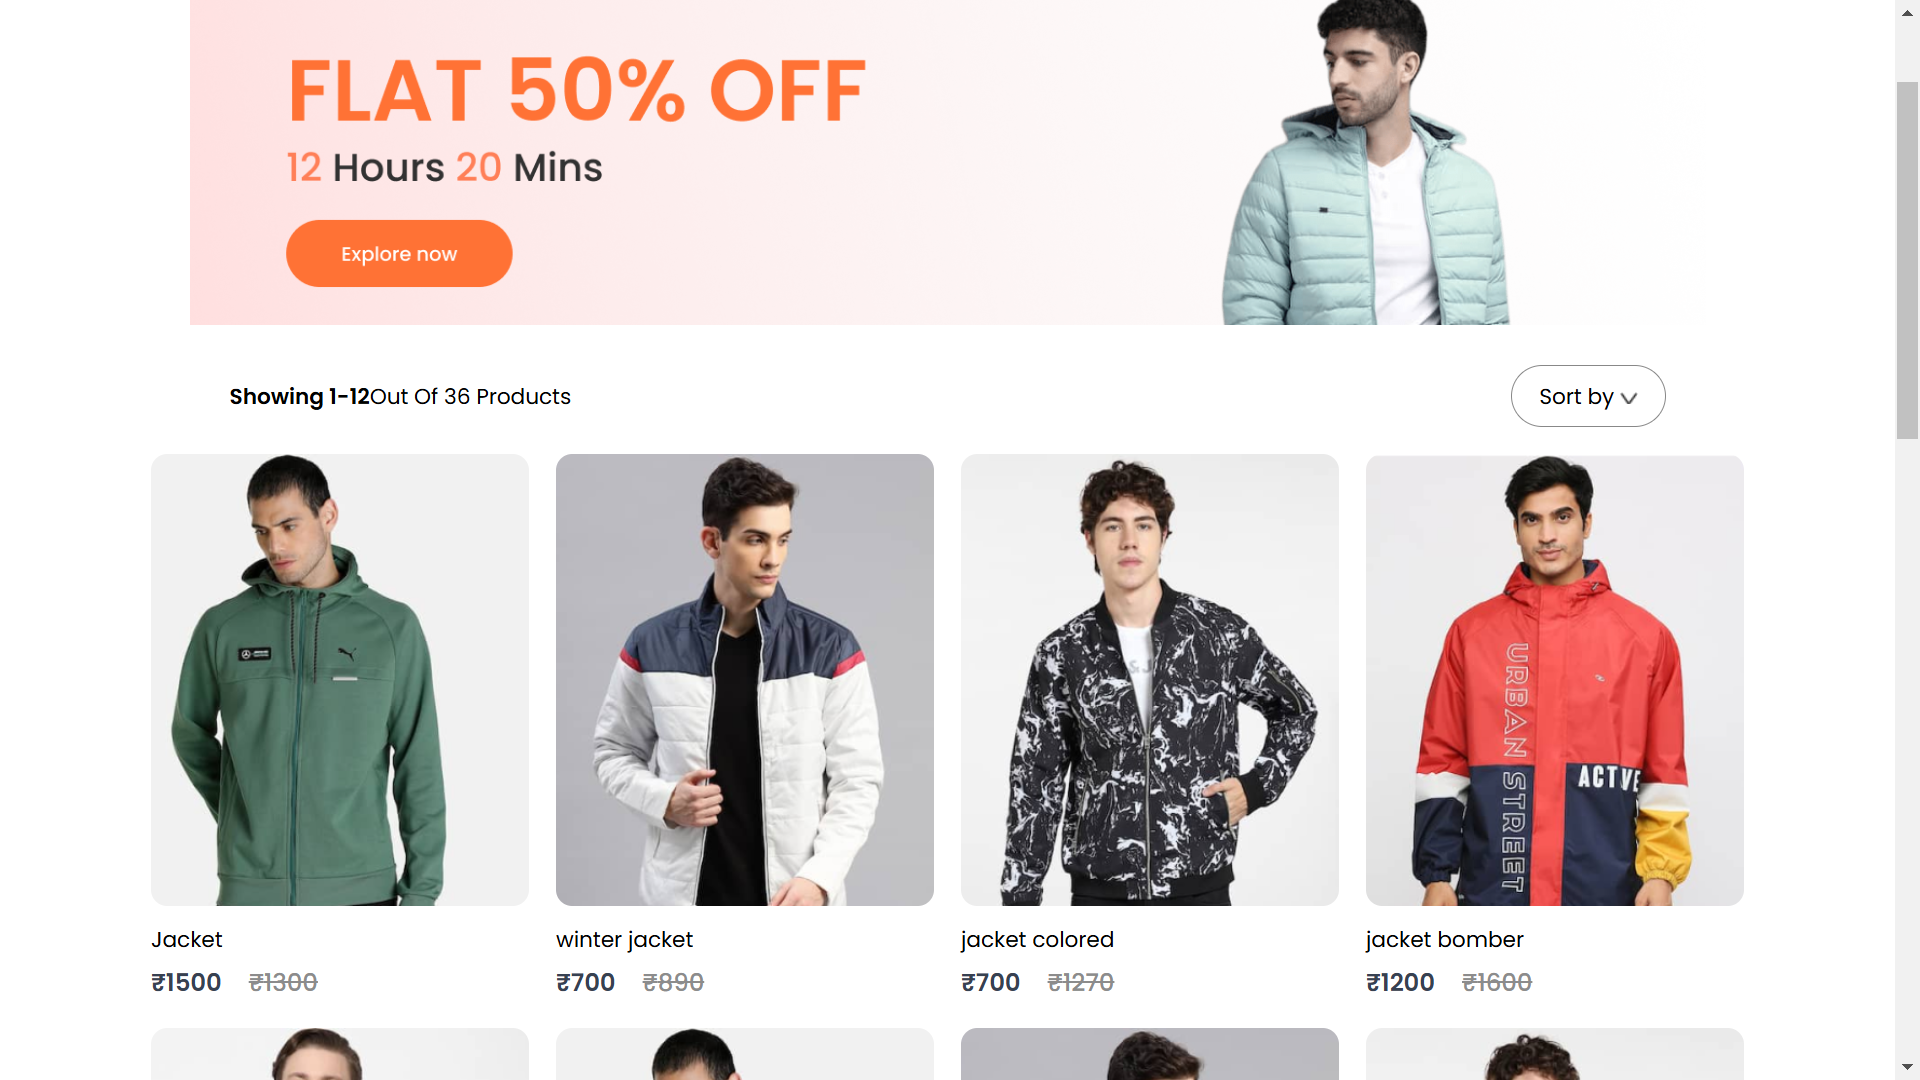 FLAT 50% OFF
12 Hours 20 Mins
Explore now
Showing 1-12Out Of 36 Products
Sort by
URBAN STREET
ACTIVE
Jacket
winter jacket
jacket colored
jacket bomber
₹1500 ₹1300
₹700 ₹890
₹700 ₹1270
₹1200 ₹1600